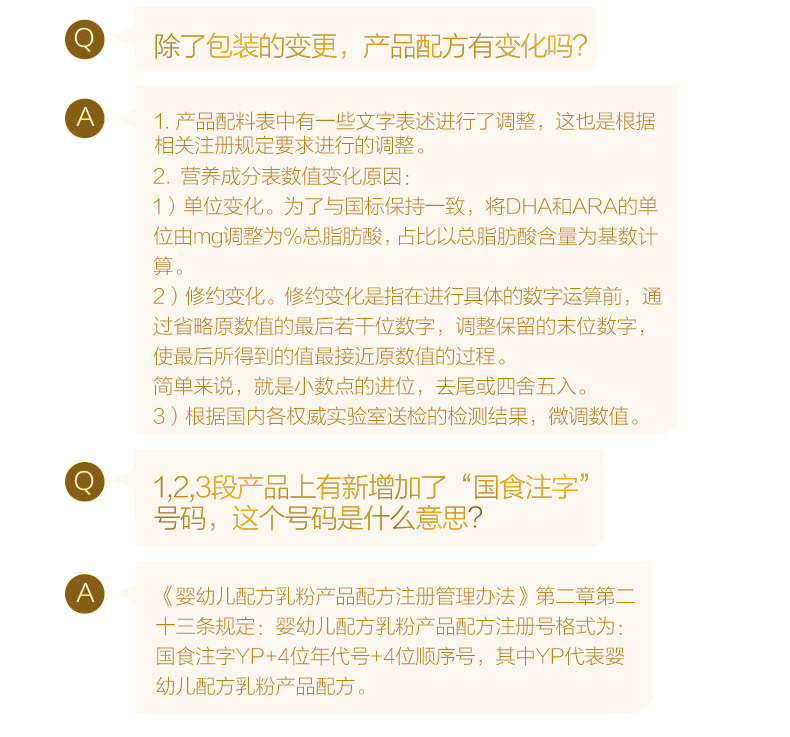 Q
除了包装的变更，产品配方有变化吗?
A
1. 产品配料表中有一些文字表述进行了调整，这也是根据
相关注册规定要求进行的调整。
2. 营养成分表数值变化原因：
1）单位变化。为了与国标保持一致，将DHA和ARA的单
位由mg调整为%总脂肪酸，占比以总脂肪酸含量为基数计
算。
2）修约变化。修约变化是指在进行具体的数字运算前，通
过省略原数值的最后若干位数字，调整保留的末位数字，
使最后所得到的值最接近原数值的过程。
简单来说，就是小数点的进位，去尾或四舍五入。
3）根据国内各权威实验室送检的检测结果，微调数值。
Q
1,2,3段产品上有新增加了“国食注字”
号码，这个号码是什么意思?
A
《婴幼儿配方乳粉产品配方注册管理办法》第二章第二
十三条规定：婴幼儿配方乳粉产品配方注册号格式为：
国食注字YP+4位年代号+4位顺序号，其中YP代表婴
幼儿配方乳粉产品配方。